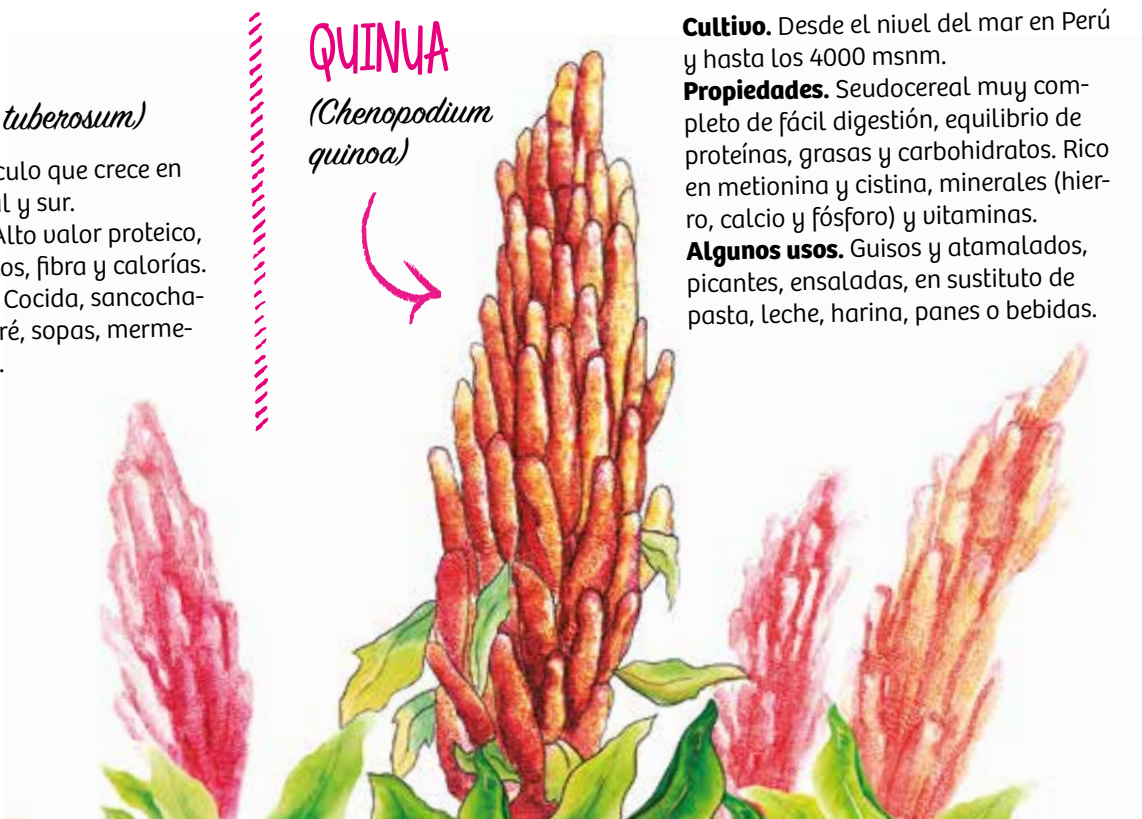 tuberosum)
culo que crece en
l y sur.
Alto valor proteico,
os, fibra y calorías.
Cocida, sancocha-
ré, sopas, merme-
.
QUINUA
(Chenopodium
quinoa)
Cultivo. Desde el nivel del mar en Perú
y hasta los 4000 msnm.
Propiedades. Seudocereal muy com-
pleto de fácil digestión, equilibrio de
proteínas, grasas y carbohidratos. Rico
en metionina y cistina, minerales (hier-
ro, calcio y fósforo) y vitaminas.
Algunos usos. Guisos y atamalados,
picantes, ensaladas, en sustituto de
pasta, leche, harina, panes o bebidas.